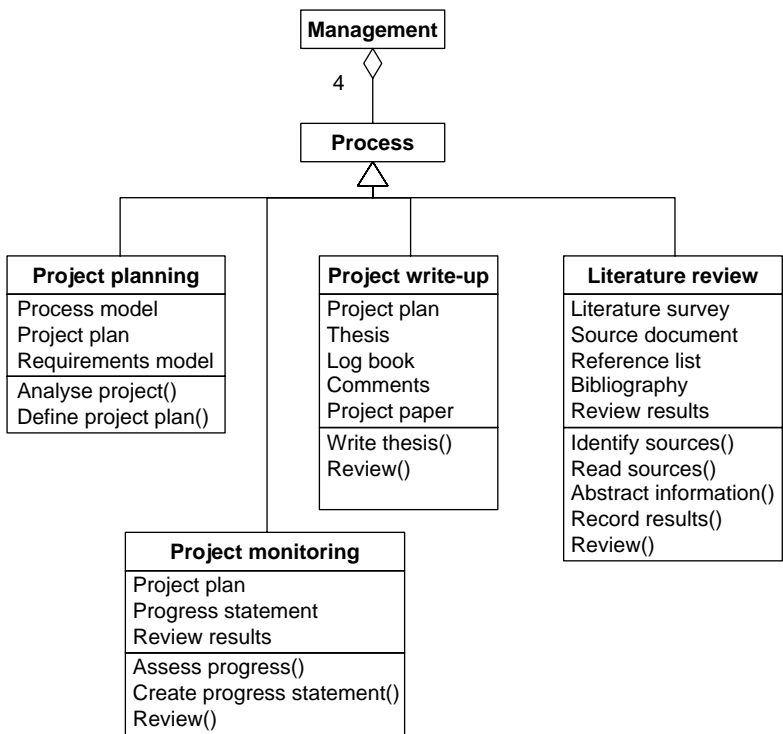 Management
4
Process
Project planning
Process model
Project plan
Requirements model
Analyse project()
Define project plan()
Project write-up
Project plan
Thesis
Log book
Comments
Project paper
Write thesis()
Review()
Literature review
Literature survey
Source document
Reference list
Bibliography
Review results
Identify sources()
Read sources()
Abstract information()
Record results()
Review()
Project monitoring
Project plan
Progress statement
Review results
Assess progress()
Create progress statement()
Review()